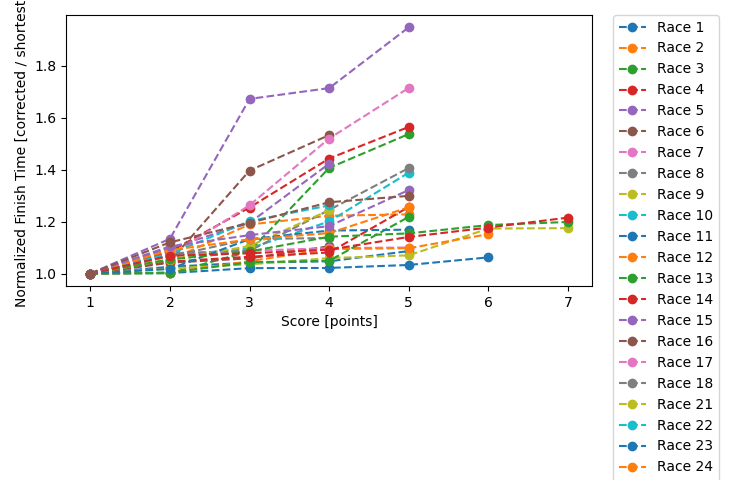 Normalized Finish Time [corrected / shortest
1.8
1.6
1.4
1.2
1.0
1 2 3 4 5 6 7
Score [points]
Race 1
Race 2
Race 3
Race 4
Race 5
Race 6
Race 7
Race 8
Race 9
Race 10
Race 11
Race 12
Race 13
Race 14
Race 15
Race 16
Race 17
Race 18
Race 21
Race 22
Race 23
Race 24